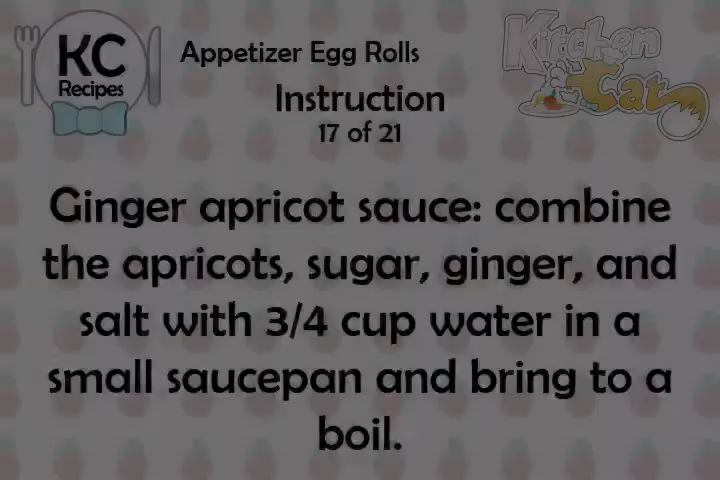 KC
Recipes
Appetizer Egg Rolls
Kitchen
Cat
Instruction
17 of 21
Ginger apricot sauce: combine
the apricots, sugar, ginger, and
salt with 3/4 cup water in a
small saucepan and bring to a
boil.